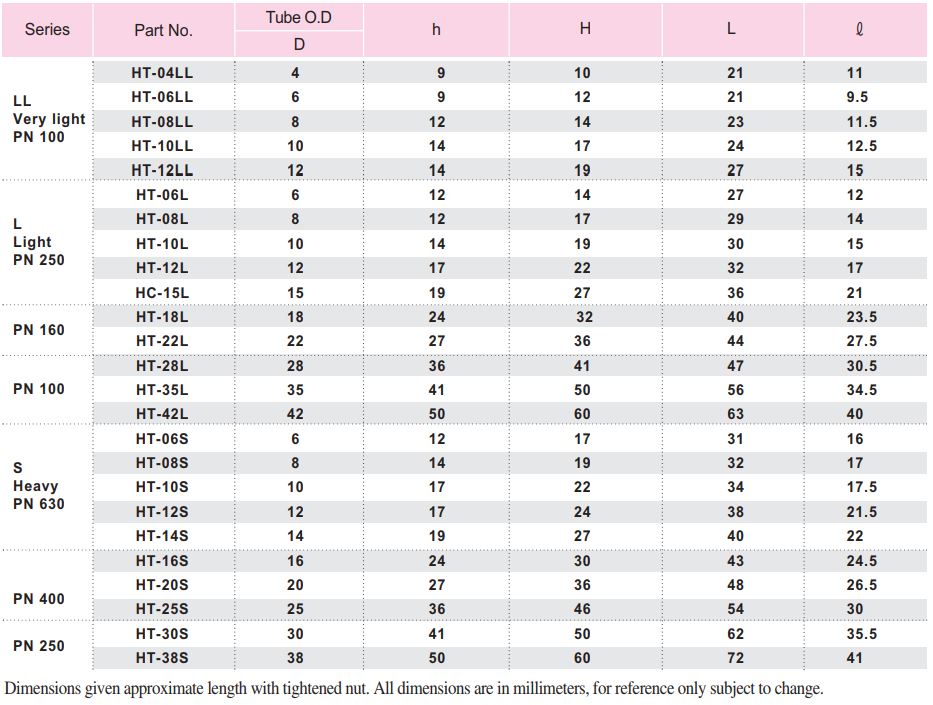 Series Part No. Tube O.D h H L ℓ
D
LL
Very light
PN 100
HT-04LL 4 9 10 21 11
HT-06LL 6 9 12 21 9.5
HT-08LL 8 12 14 23 11.5
HT-10LL 10 14 17 24 12.5
HT-12LL 12 14 19 27 15
L
Light
PN 250
HT-06L 6 12 14 27 12
HT-08L 8 12 17 29 14
HT-10L 10 14 19 30 15
HT-12L 12 17 22 32 17
HC-15L 15 19 27 36 21
PN 160
HT-18L 18 24 32 40 23.5
HT-22L 22 27 36 44 27.5
PN 100
HT-28L 28 36 41 47 30.5
HT-35L 35 41 50 56 34.5
HT-42L 42 50 60 63 40
S
Heavy
PN 630
HT-06S 6 12 17 31 16
HT-08S 8 14 19 32 17
HT-10S 10 17 22 34 17.5
HT-12S 12 17 24 38 21.5
HT-14S 14 19 27 40 22
PN 400
HT-16S 16 24 30 43 24.5
HT-20S 20 27 36 48 26.5
HT-25S 25 36 46 54 30
PN 250
HT-30S 30 41 50 62 35.5
HT-38S 38 50 60 72 41
Dimensions given approximate length with tightened nut. All dimensions are in millimeters, for reference only subject to change.